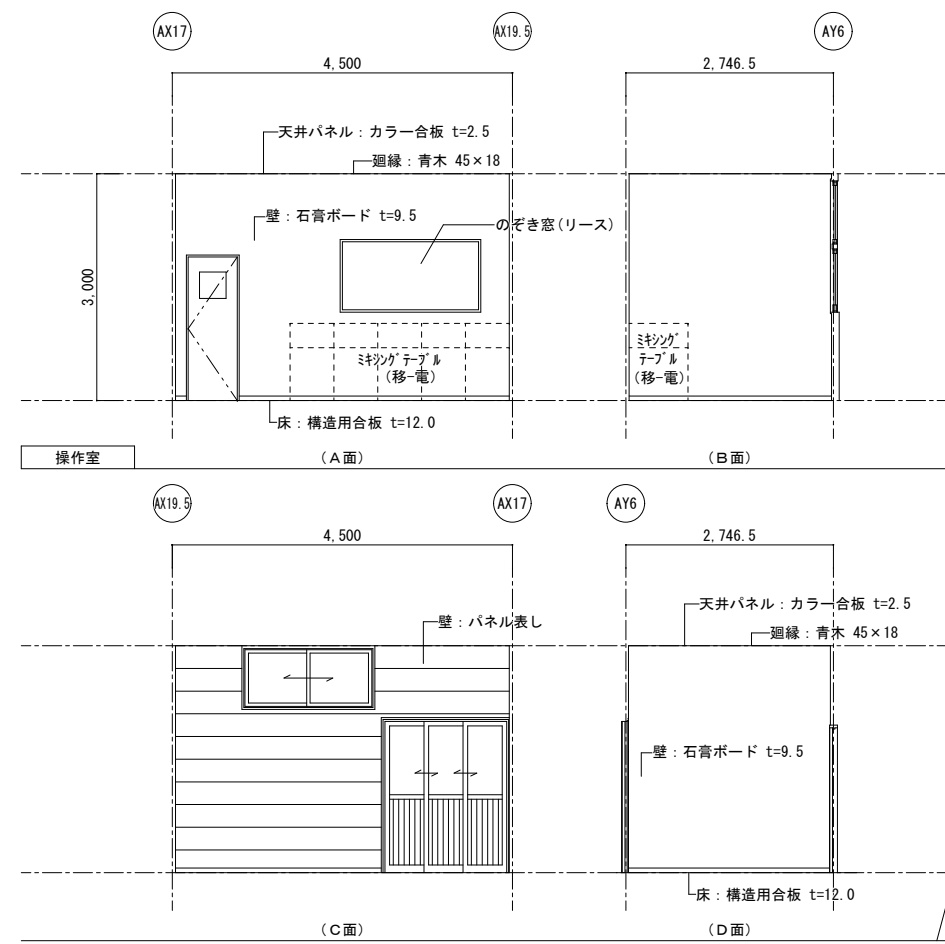 AX17
AX19.5
AY6
4,500
2,746.5
天井パネル：カラー合板 t=2.5
廻縁：青木 45×18
壁：石膏ボード t=9.5
のぞき窓(リース)
3,000
ﾐｷｼﾝｸﾞﾃｰﾌﾞﾙ
(移-電)
ﾐｷｼﾝｸﾞ
ﾃｰﾌﾞﾙ
(移-電)
床：構造用合板 t=12.0
操作室
（Ａ面）
（Ｂ面）
AX19.5
AX17
AY6
4,500
2,746.5
天井パネル：カラー合板 t=2.5
壁：パネル表し
廻縁：青木 45×18
壁：石膏ボード t=9.5
床：構造用合板 t=12.0
（Ｃ面）
（Ｄ面）